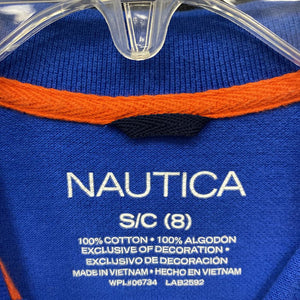 NAUTICA
S/C (8)
100% COTTON • 100% ALGODÓN
EXCLUSIVE OF DECORATION
EXCLUSIVO DE DECORACIÓN
MADE IN VIETNAM • HECHO EN VIETNAM
WPL#06734 LAB2592